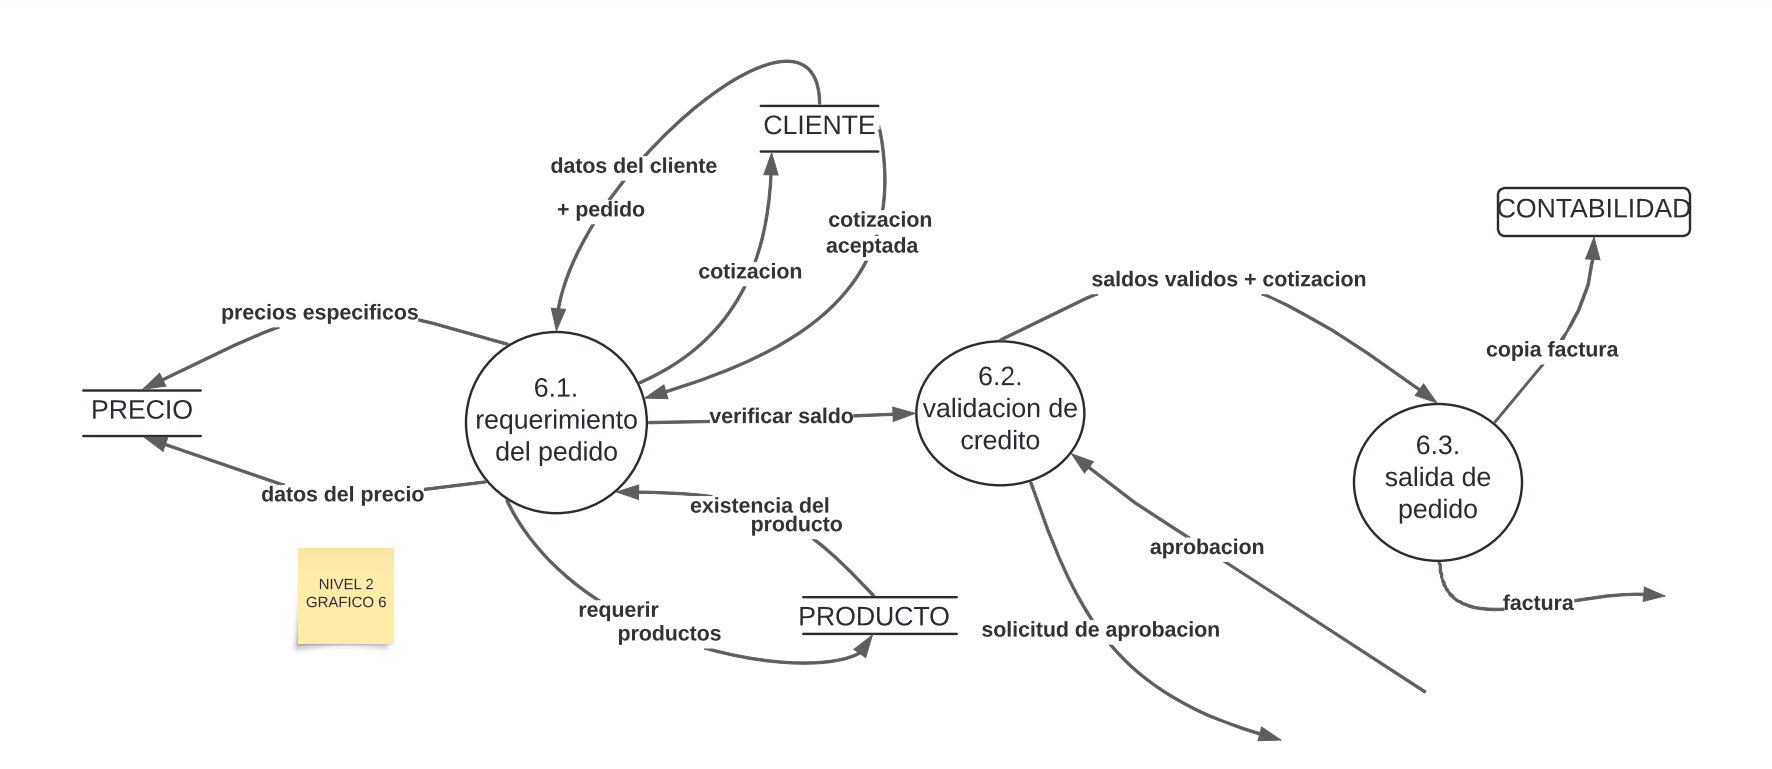 CLIENTE
datos del cliente
+ pedido
cotizacion
aceptada
cotizacion
CONTABILIDAD
saldos validos + cotizacion
precios especificos
copia factura
PRECIO
6.1.
requerimiento
del pedido
verificar saldo
6.2.
validacion de
credito
6.3.
salida de
pedido
datos del precio
existencia del
producto
aprobacion
NIVEL 2
GRAFICO 6
requerir
productos
PRODUCTO
solicitud de aprobacion
factura